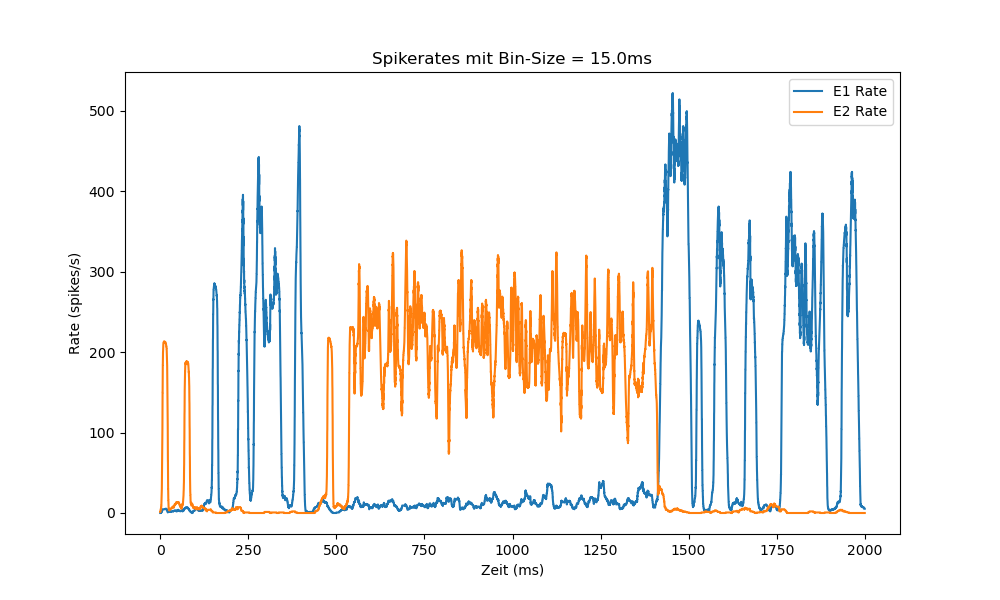 Spikerates mit Bin-Size = 15.0ms
E1 Rate
E2 Rate
Rate (spikes/s)
500
400
300
200
100
0
0 250 500 750 1000 1250 1500 1750 2000
Zeit (ms)